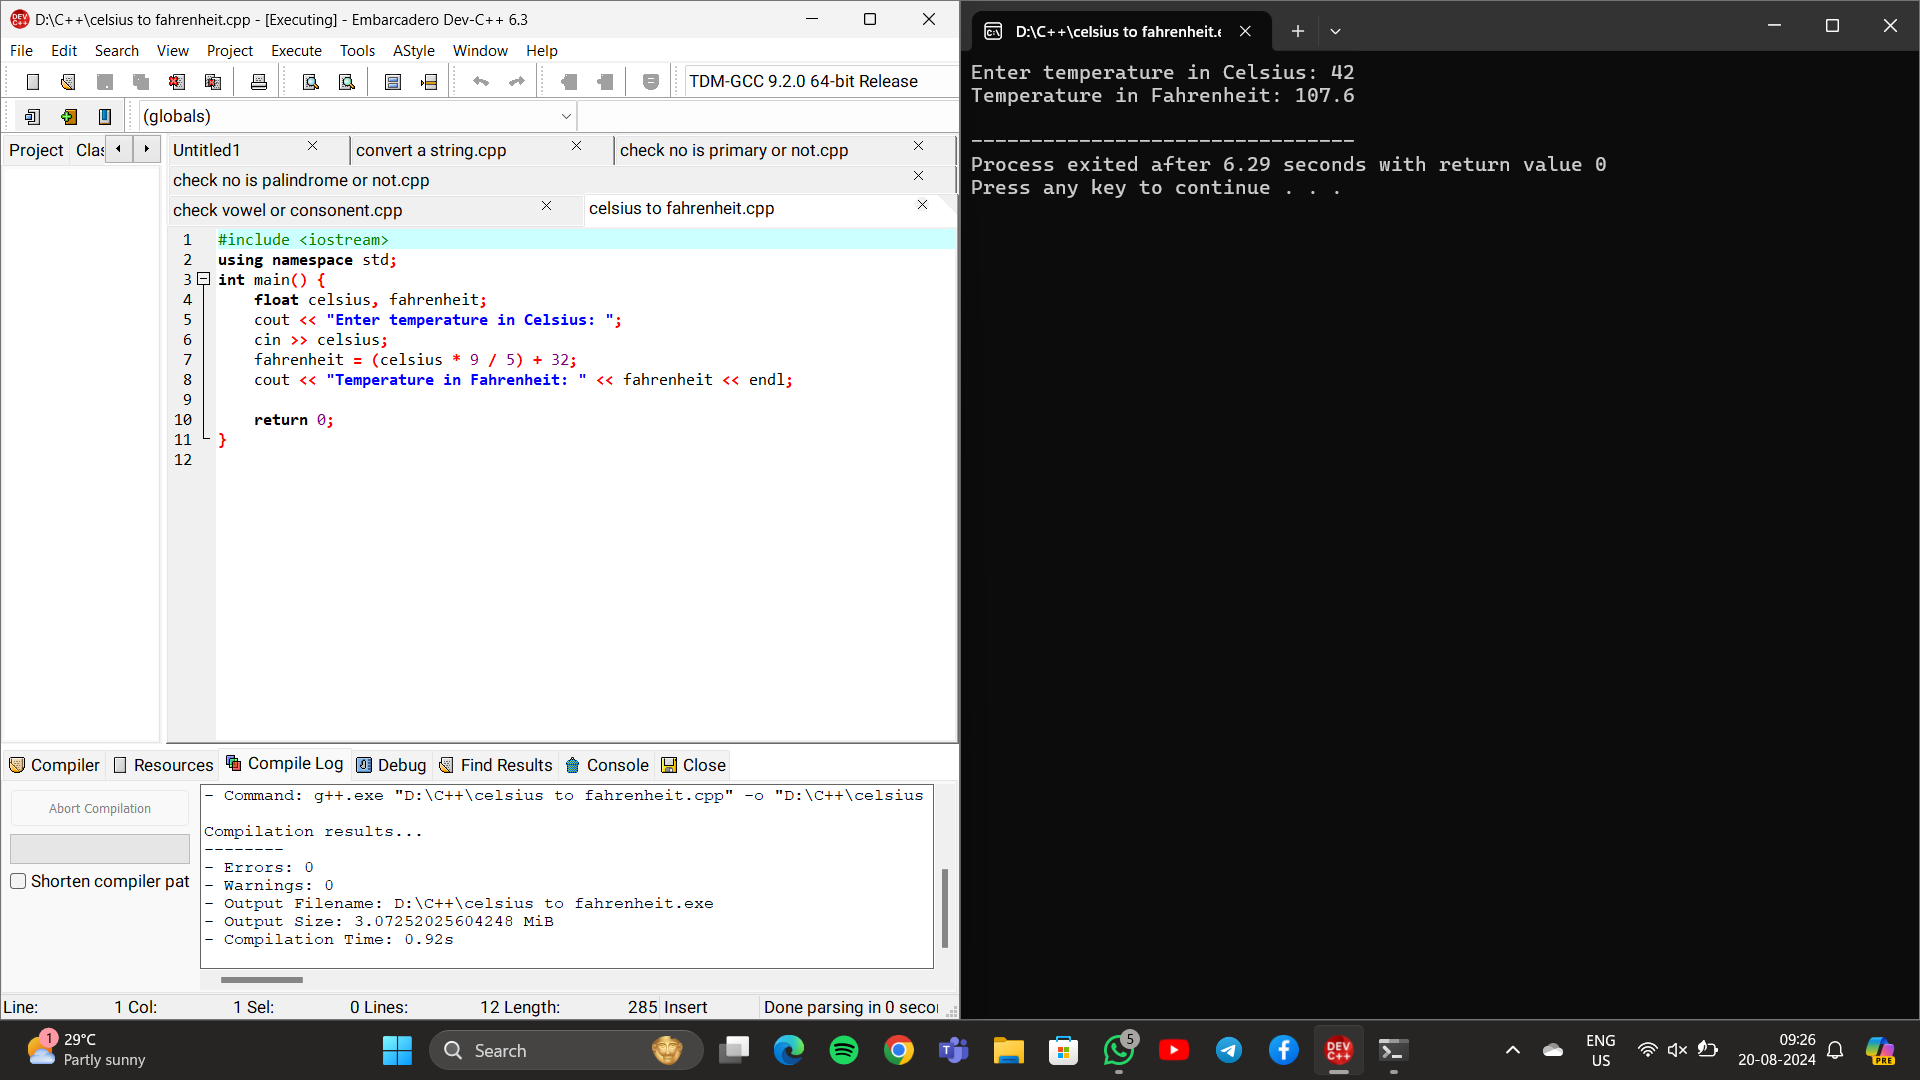 D:\C++\celsius to fahrenheit.cpp - [Executing] - Embarcadero Dev-C++ 6.3
File Edit Search View Project Execute Tools AStyle Window Help
TDM-GCC 9.2.0 64-bit Release
(globals)
Project Clas
Untitled1 convert a string.cpp check no is primary or not.cpp
check no is palindrome or not.cpp
check vowel or consonent.cpp celsius to fahrenheit.cpp
1 #include <iostream>
2 using namespace std;
3 int main() {
4 float celsius, fahrenheit;
5 cout << "Enter temperature in Celsius: ";
6 cin >> celsius;
7 fahrenheit = (celsius * 9 / 5) + 32;
8 cout << "Temperature in Fahrenheit: " << fahrenheit << endl;
9
10 return 0;
11 }
12
Compiler Resources Compile Log Debug Find Results Console Close
Abort Compilation
Shorten compiler pat
- Command: g++.exe "D:\C++\celsius to fahrenheit.cpp" -o "D:\C++\celsius
Compilation results...
--------
- Errors: 0
- Warnings: 0
- Output Filename: D:\C++\celsius to fahrenheit.exe
- Output Size: 3.07252025604248 MiB
- Compilation Time: 0.92s
Line: 1 Col: 1 Sel: 0 Lines: 12 Length: 285 Insert Done parsing in 0 seco
D:\C++\celsius to fahrenheit.e
Enter temperature in Celsius: 42
Temperature in Fahrenheit: 107.6
--------------------------------
Process exited after 6.29 seconds with return value 0
Press any key to continue . . .
1
29°C
Partly sunny
Search
5
DEV
C++
ENG
US
09:26
20-08-2024
PRE